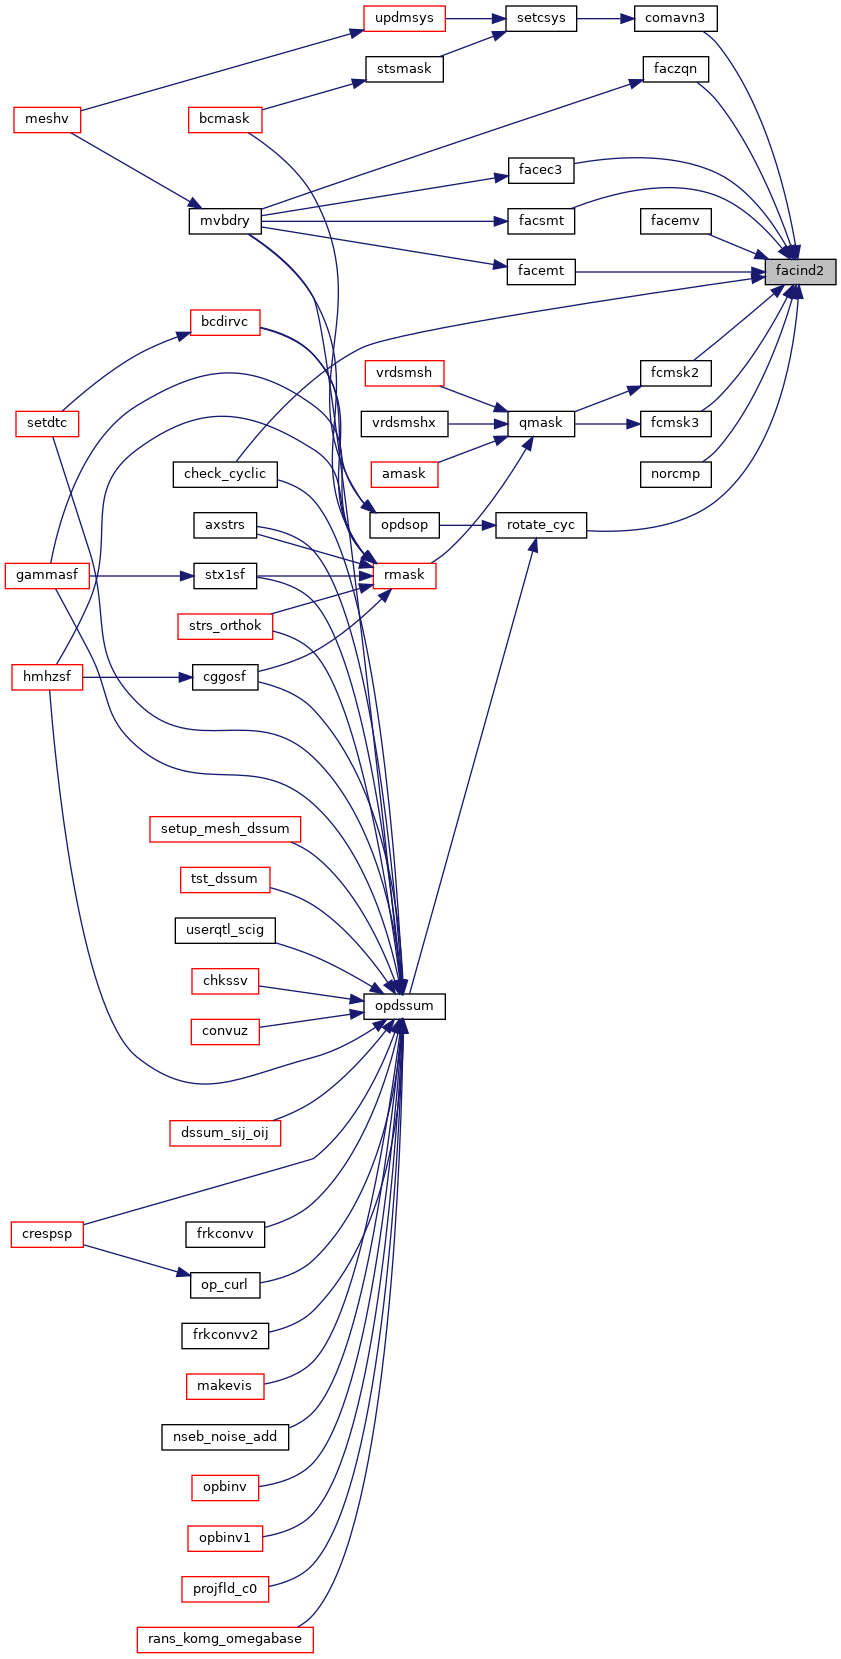 updmsys
setcsys
comavn3
stsmask
faczqn
meshv
bcmask
facec3
mvbdry
facsmt
facemv
facemt
facind2
bcdirvc
vrdsmsh
fcmsk2
setdtc
vrdsmshx
qmask
fcmsk3
check_cyclic
amask
norcmp
axstrs
opdsop
rotate_cyc
gammasf
stx1sf
rmask
strs_orthok
hmhzsf
cggosf
setup_mesh_dssum
tst_dssum
userqtl_scig
chkssv
opdssum
convuz
dssum_sij_oij
crespsp
frkconvv
op_curl
frkconvv2
makevis
nseb_noise_add
opbinv
opbinv1
projfld_c0
rans_komg_omegabase